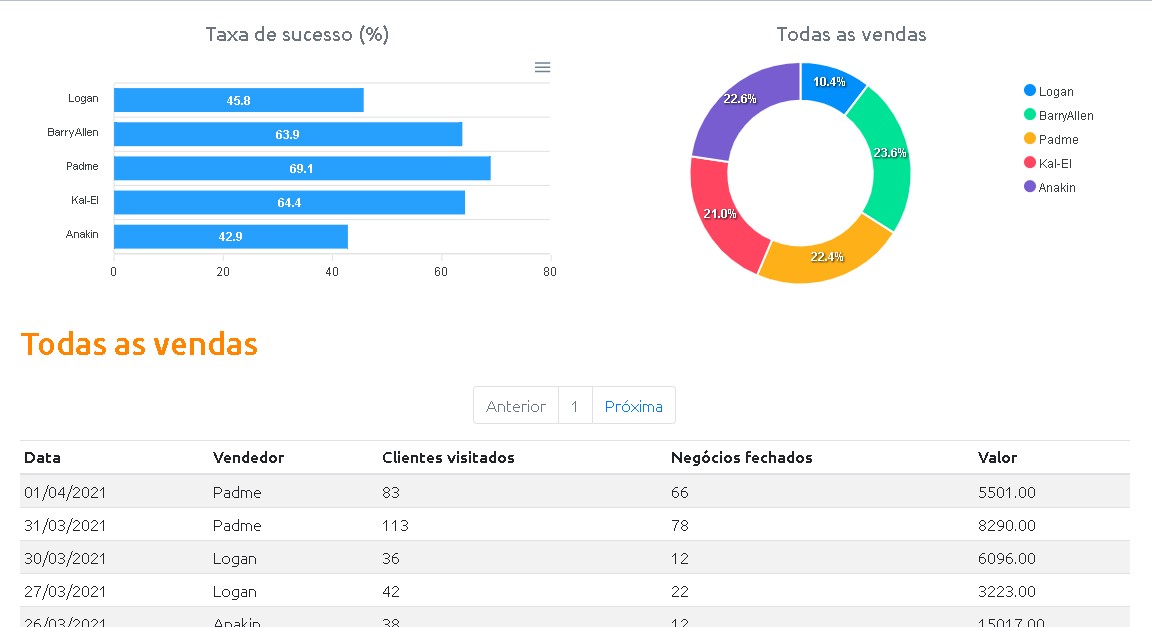 Taxa de sucesso (%)
Logan 45.8
BarryAllen 63.9
Padme 69.1
Kal-El 64.4
Anakin 42.9
0 20 40 60 80
Todas as vendas
10.4%
23.6%
22.4%
21.0%
22.6%
Logan
BarryAllen
Padme
Kal-El
Anakin
Todas as vendas
Anterior 1 Próxima
Data Vendedor Clientes visitados Negócios fechados Valor
01/04/2021 Padme 83 66 5501.00
31/03/2021 Padme 113 78 8290.00
30/03/2021 Logan 36 12 6096.00
27/03/2021 Logan 42 22 3223.00
26/03/2021 Anakin 38 12 15017.00